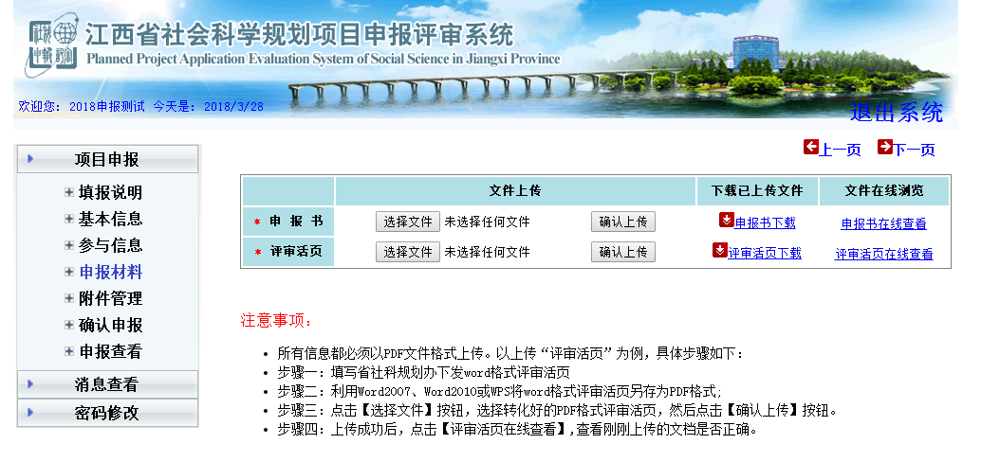 江西省社会科学规划项目申报评审系统
Planned Project Application Evaluation System of Social Science in Jiangxi Province
欢迎您: 2018申报测试 今天是: 2018/3/28
退出系统
上一页 下一页
项目申报
填报说明
基本信息
参与信息
申报材料
附件管理
确认申报
申报查看
消息查看
密码修改
文件上传 下载已上传文件 文件在线浏览
* 申 报 书 选择文件 未选择任何文件 确认上传 申报书下载 申报书在线查看
* 评审活页 选择文件 未选择任何文件 确认上传 评审活页下载 评审活页在线查看
注意事项:
• 所有信息都必须以PDF文件格式上传。以上传“评审活页”为例,具体步骤如下:
• 步骤一:填写省社科规划办下发word格式评审活页
• 步骤二:利用Word2007、Word2010或WPS将word格式评审活页另存为PDF格式;
• 步骤三:点击【选择文件】按钮,选择转化好的PDF格式评审活页,然后点击【确认上传】按钮。
• 步骤四:上传成功后,点击【评审活页在线查看】,查看刚刚上传的文档是否正确。